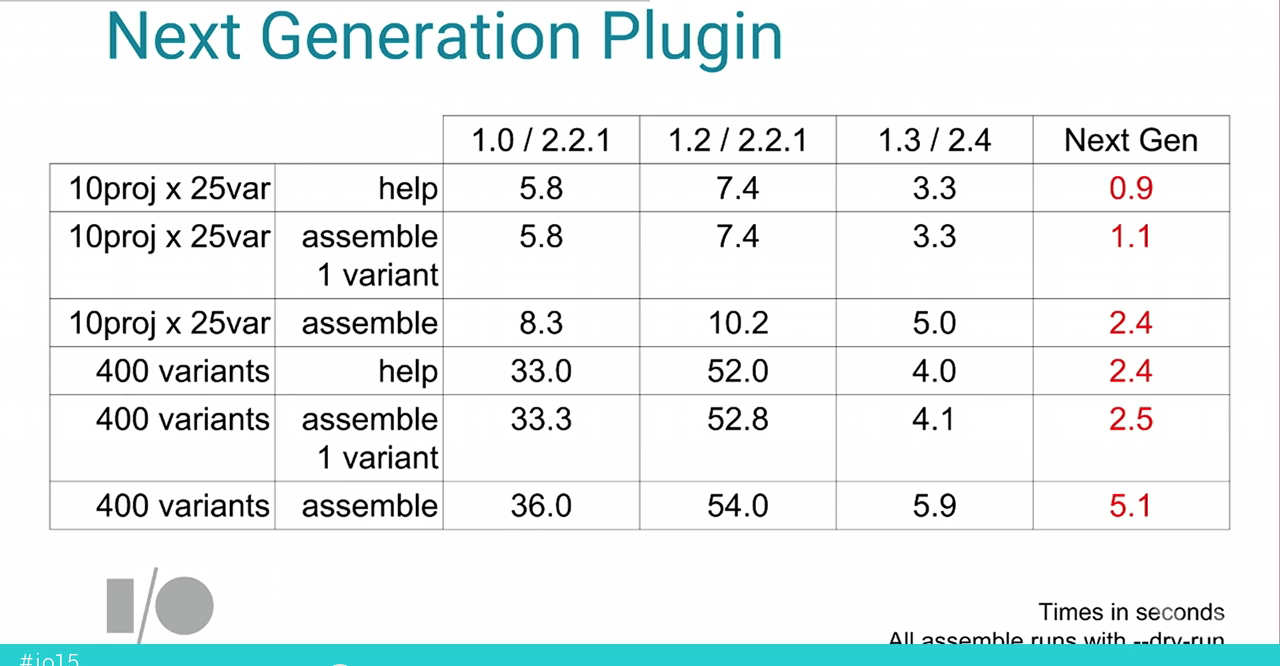 Next Generation Plugin
1.0 / 2.2.1 1.2 / 2.2.1 1.3 / 2.4 Next Gen
10proj x 25var help 5.8 7.4 3.3 0.9
10proj x 25var assemble 5.8 7.4 3.3 1.1
1 variant
10proj x 25var assemble 8.3 10.2 5.0 2.4
400 variants help 33.0 52.0 4.0 2.4
400 variants assemble 33.3 52.8 4.1 2.5
1 variant
400 variants assemble 36.0 54.0 5.9 5.1
I/O
Times in seconds
All assemble runs with --dry-run
#io15